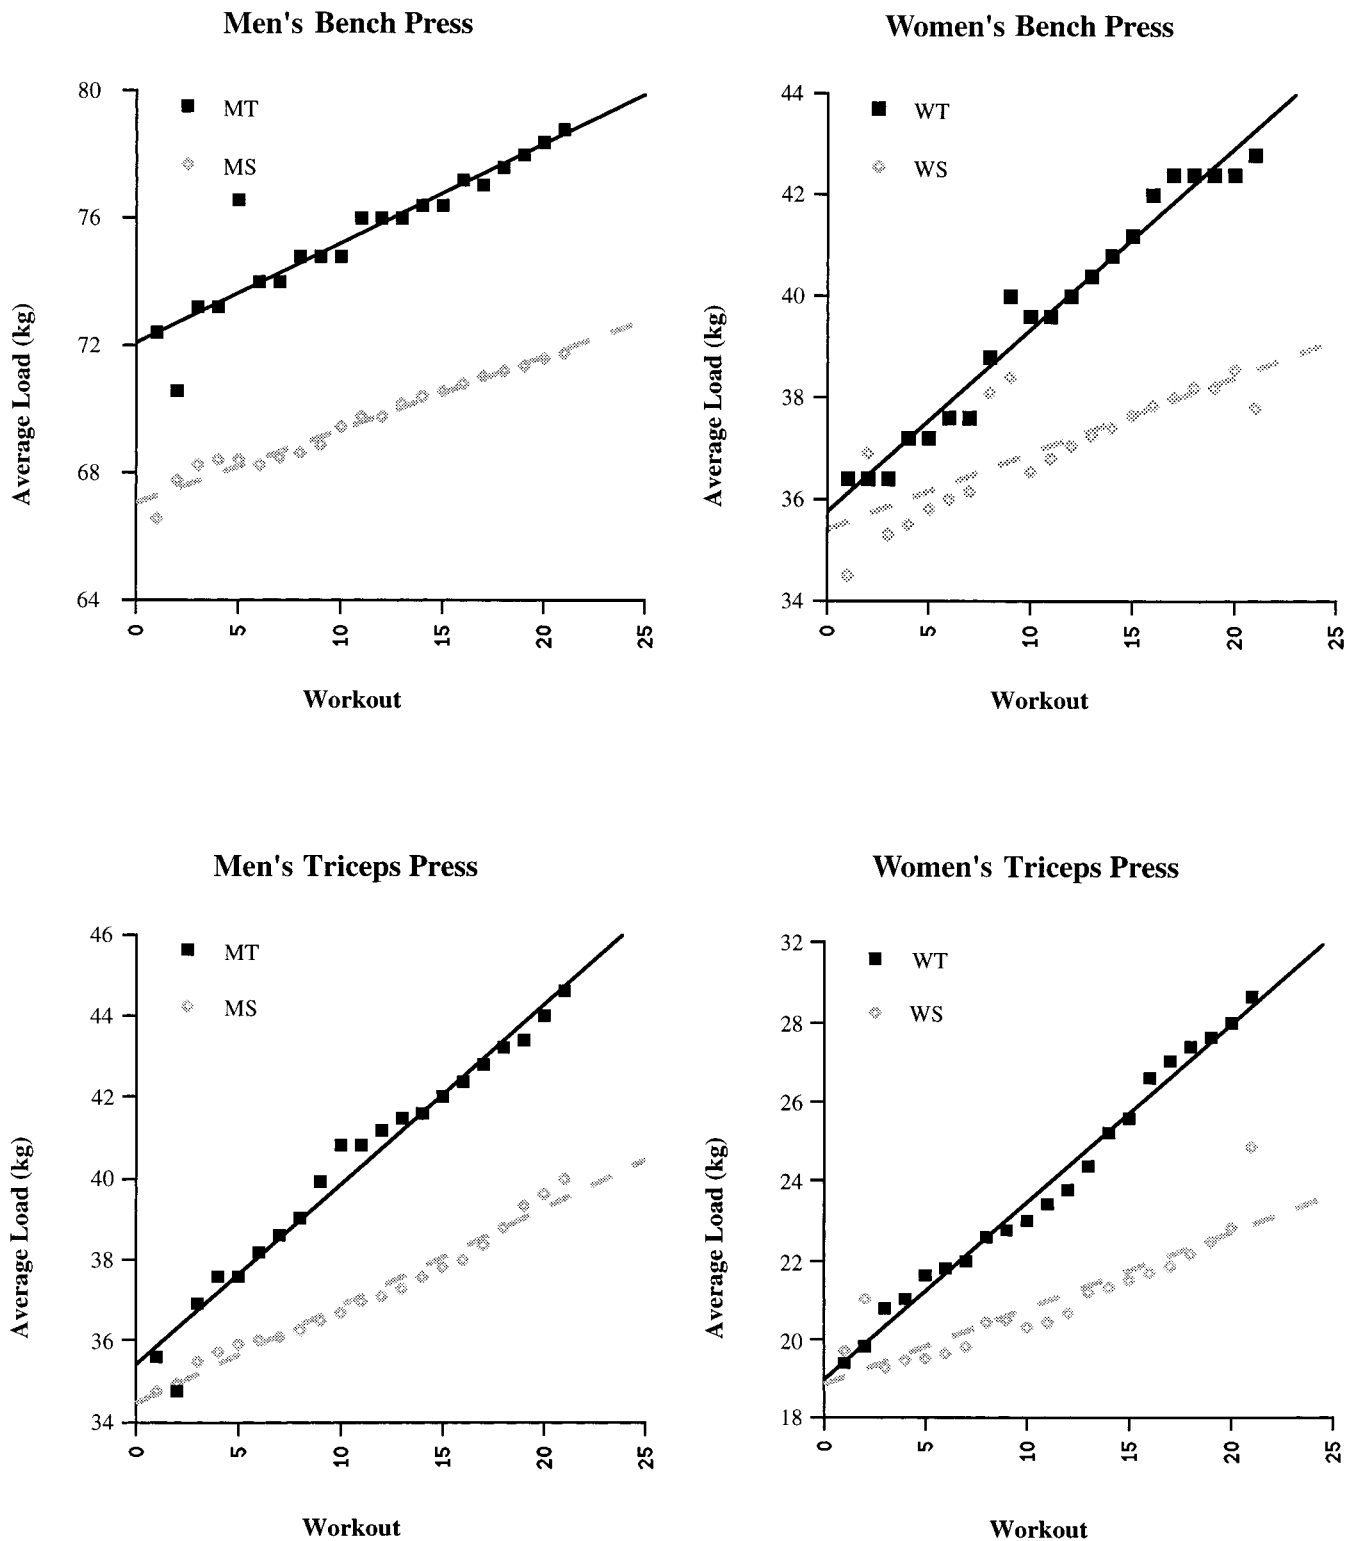 Men's Bench Press
80
MT
MS
76
72
68
64
Average Load (kg)
0 5 10 15 20 25
Workout
Women's Bench Press
44
WT
WS
42
40
38
36
34
Average Load (kg)
0 5 10 15 20 25
Workout
Men's Triceps Press
46
MT
MS
44
42
40
38
36
34
Average Load (kg)
0 5 10 15 20 25
Workout
Women's Triceps Press
32
WT
WS
28
26
24
22
20
18
Average Load (kg)
0 5 10 15 20 25
Workout